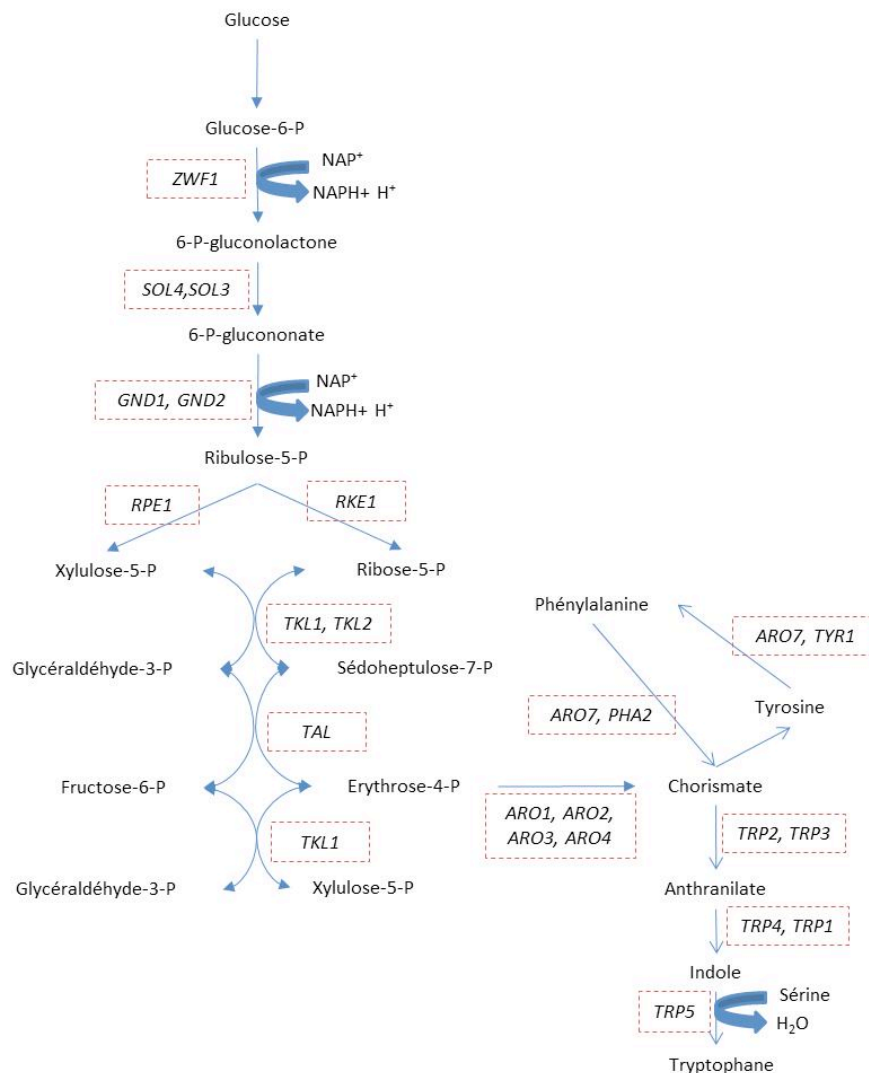 Glucose
Glucose-6-P
NAP⁺
ZWF1
NAPH+ H⁺
6-P-gluconolactone
SOL4,SOL3
6-P-glucononate
NAP⁺
GND1, GND2
NAPH+ H⁺
Ribulose-5-P
RPE1
RKE1
Xylulose-5-P
Ribose-5-P
TKL1, TKL2
Glycéraldéhyde-3-P
Sédoheptulose-7-P
TAL
Fructose-6-P
Erythrose-4-P
TKL1
Glycéraldéhyde-3-P
Xylulose-5-P
Phénylalanine
ARO7, TYR1
Tyrosine
ARO7, PHA2
Chorismate
ARO1, ARO2,
ARO3, ARO4
TRP2, TRP3
Anthranilate
TRP4, TRP1
Indole
Sérine
TRP5
H₂O
Tryptophane